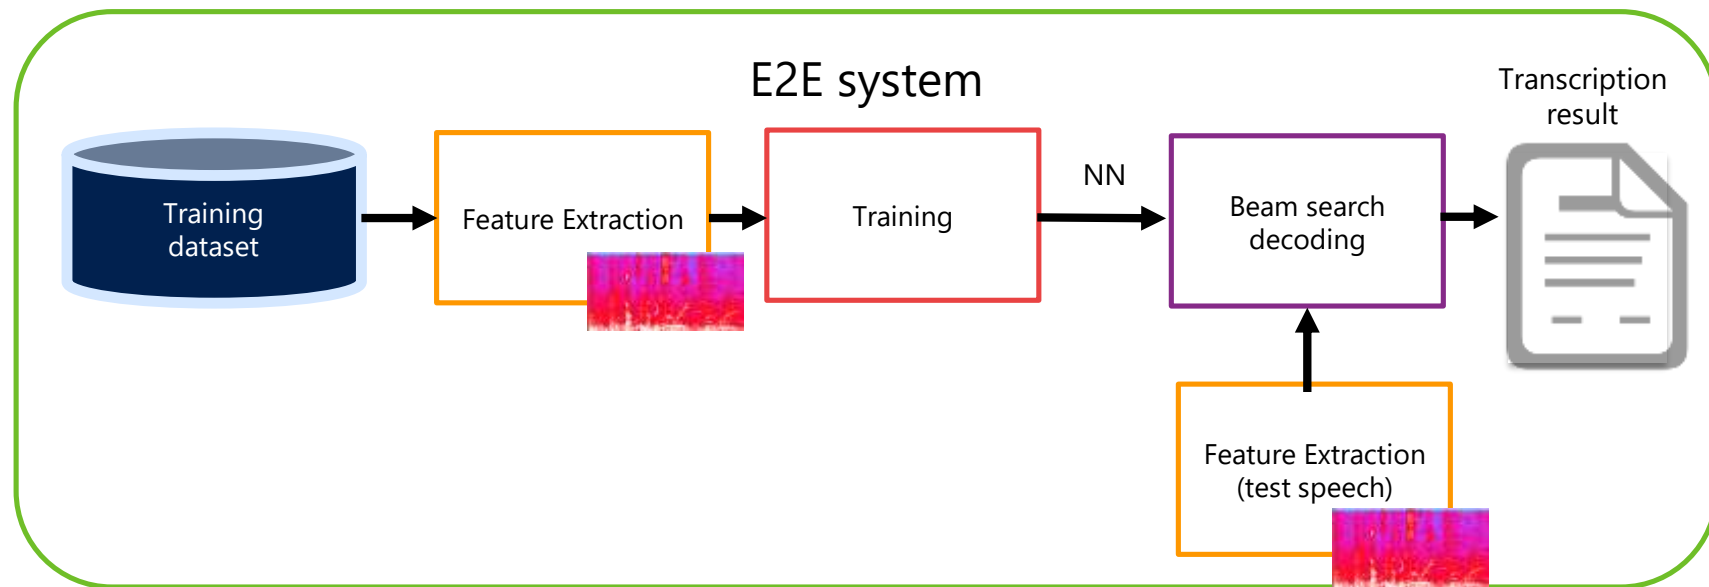 E2E system
Transcription
result
Training
dataset
Feature Extraction
Training
NN
Beam search
decoding
Feature Extraction
(test speech)